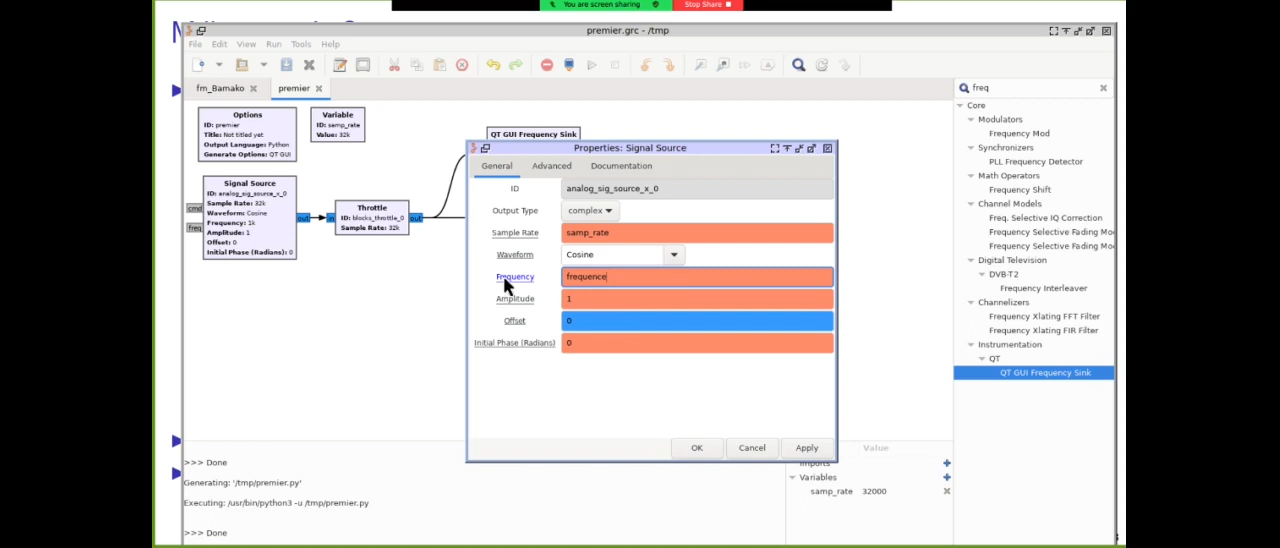 You are screen sharing
Stop Share
premier.grc - /tmp
File Edit View Run Tools Help
fm_Bamako premier
freq
Options
ID: premier
Title: Not titled yet
Output Language: Python
Generate Options: QT GUI
Variable
ID: samp_rate
Value: 32k
QT GUI Frequency Sink
Signal Source
ID: analog_sig_source_x_0
Sample Rate: 32k
Waveform: Cosine
Frequency: 1k
Amplitude: 1
Offset: 0
Initial Phase (Radians): 0
cmd
freq
out
in
Throttle
ID: blocks_throttle_0
Sample Rate: 32k
out
Properties: Signal Source
General Advanced Documentation
ID analog_sig_source_x_0
Output Type complex
Sample Rate samp_rate
Waveform Cosine
Frequency frequence
Amplitude 1
Offset 0
Initial Phase (Radians) 0
OK Cancel Apply
Core
Modulators
Frequency Mod
Synchronizers
PLL Frequency Detector
Math Operators
Frequency Shift
Channel Models
Freq. Selective IQ Correction
Frequency Selective Fading Mo
Frequency Selective Fading Mo
Digital Television
DVB-T2
Frequency Interleaver
Channelizers
Frequency Xlating FFT Filter
Frequency Xlating FIR Filter
Instrumentation
QT
QT GUI Frequency Sink
>>> Done
Generating: '/tmp/premier.py'
Executing: /usr/bin/python3 -u /tmp/premier.py
>>> Done
Value
Imports
Variables
samp_rate 32000